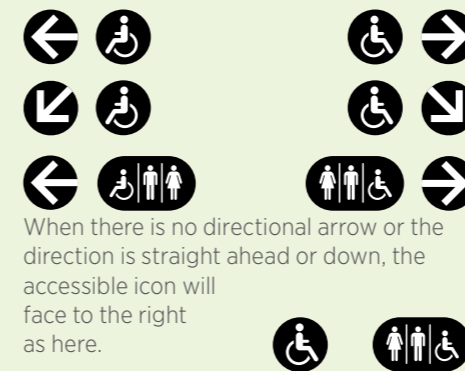 When there is no directional arrow or the
direction is straight ahead or down, the
accessible icon will
face to the right
as here.